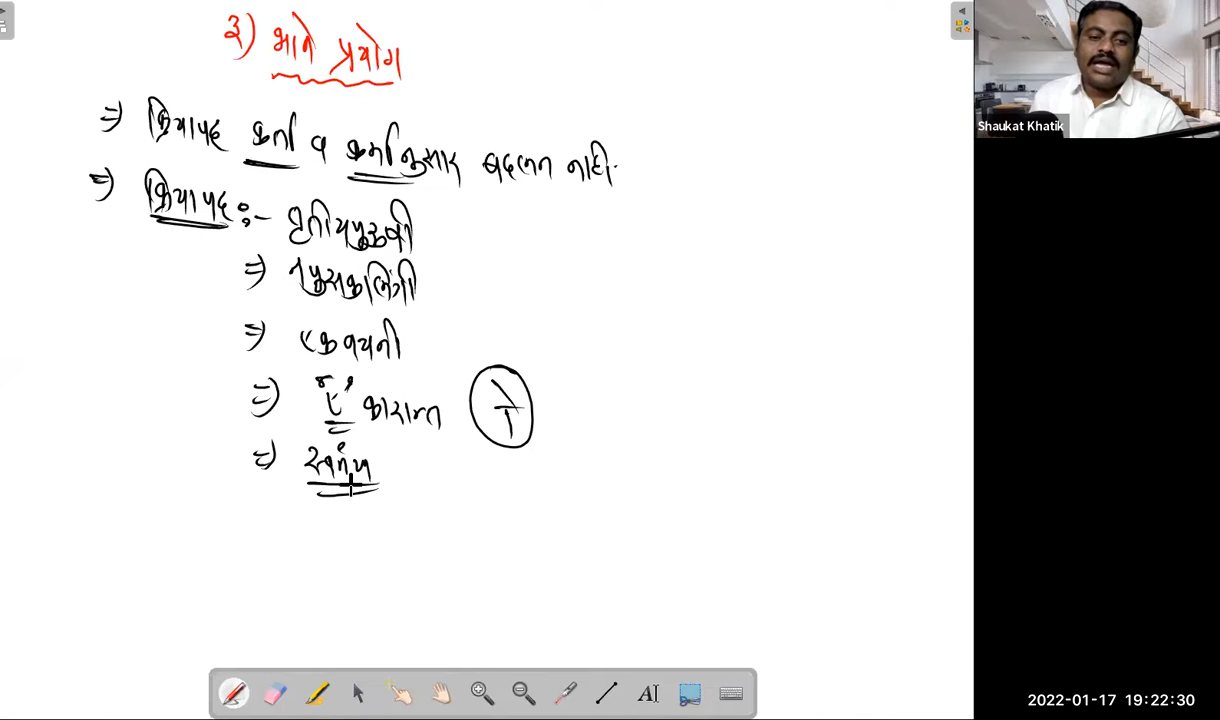 ३) भावे प्रयोग
⇒ क्रियापद कर्ता व कर्मानुसार बदलत नाही.
⇒ क्रियापद :- तृतीयपुरुषी
⇒ नपुसकलिंगी
⇒ एकवचनी
⇒ 'ए' कारान्त
⇒ स्वतंत्र
Shaukat Khatik
2022-01-17 19:22:30